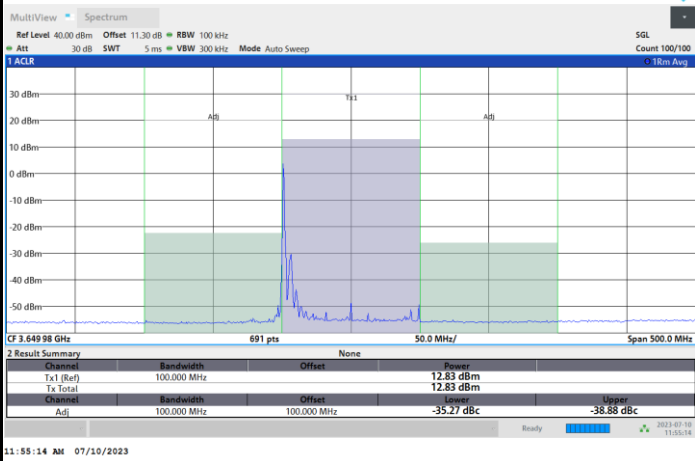 MultiView Spectrum
Ref Level 40.00 dBm Offset 11.30 dB RBW 100 kHz SGL
Att 30 dB SWT 5 ms VBW 300 kHz Mode Auto Sweep Count 100/100
1 ACLR 1Rm Avg
30 dBm
Tx1
20 dBm
Adj Adj
10 dBm
0 dBm
-10 dBm
-20 dBm
-30 dBm
-40 dBm
-50 dBm
CF 3.649 98 GHz 691 pts 50.0 MHz/ Span 500.0 MHz
2 Result Summary None
Channel Bandwidth Offset Power
Tx1 (Ref) 100.000 MHz 12.83 dBm
Tx Total 12.83 dBm
Channel Bandwidth Offset Lower Upper
Adj 100.000 MHz 100.000 MHz -35.27 dBc -38.88 dBc
Ready 2023-07-10
11:55:14
11:55:14 AM 07/10/2023